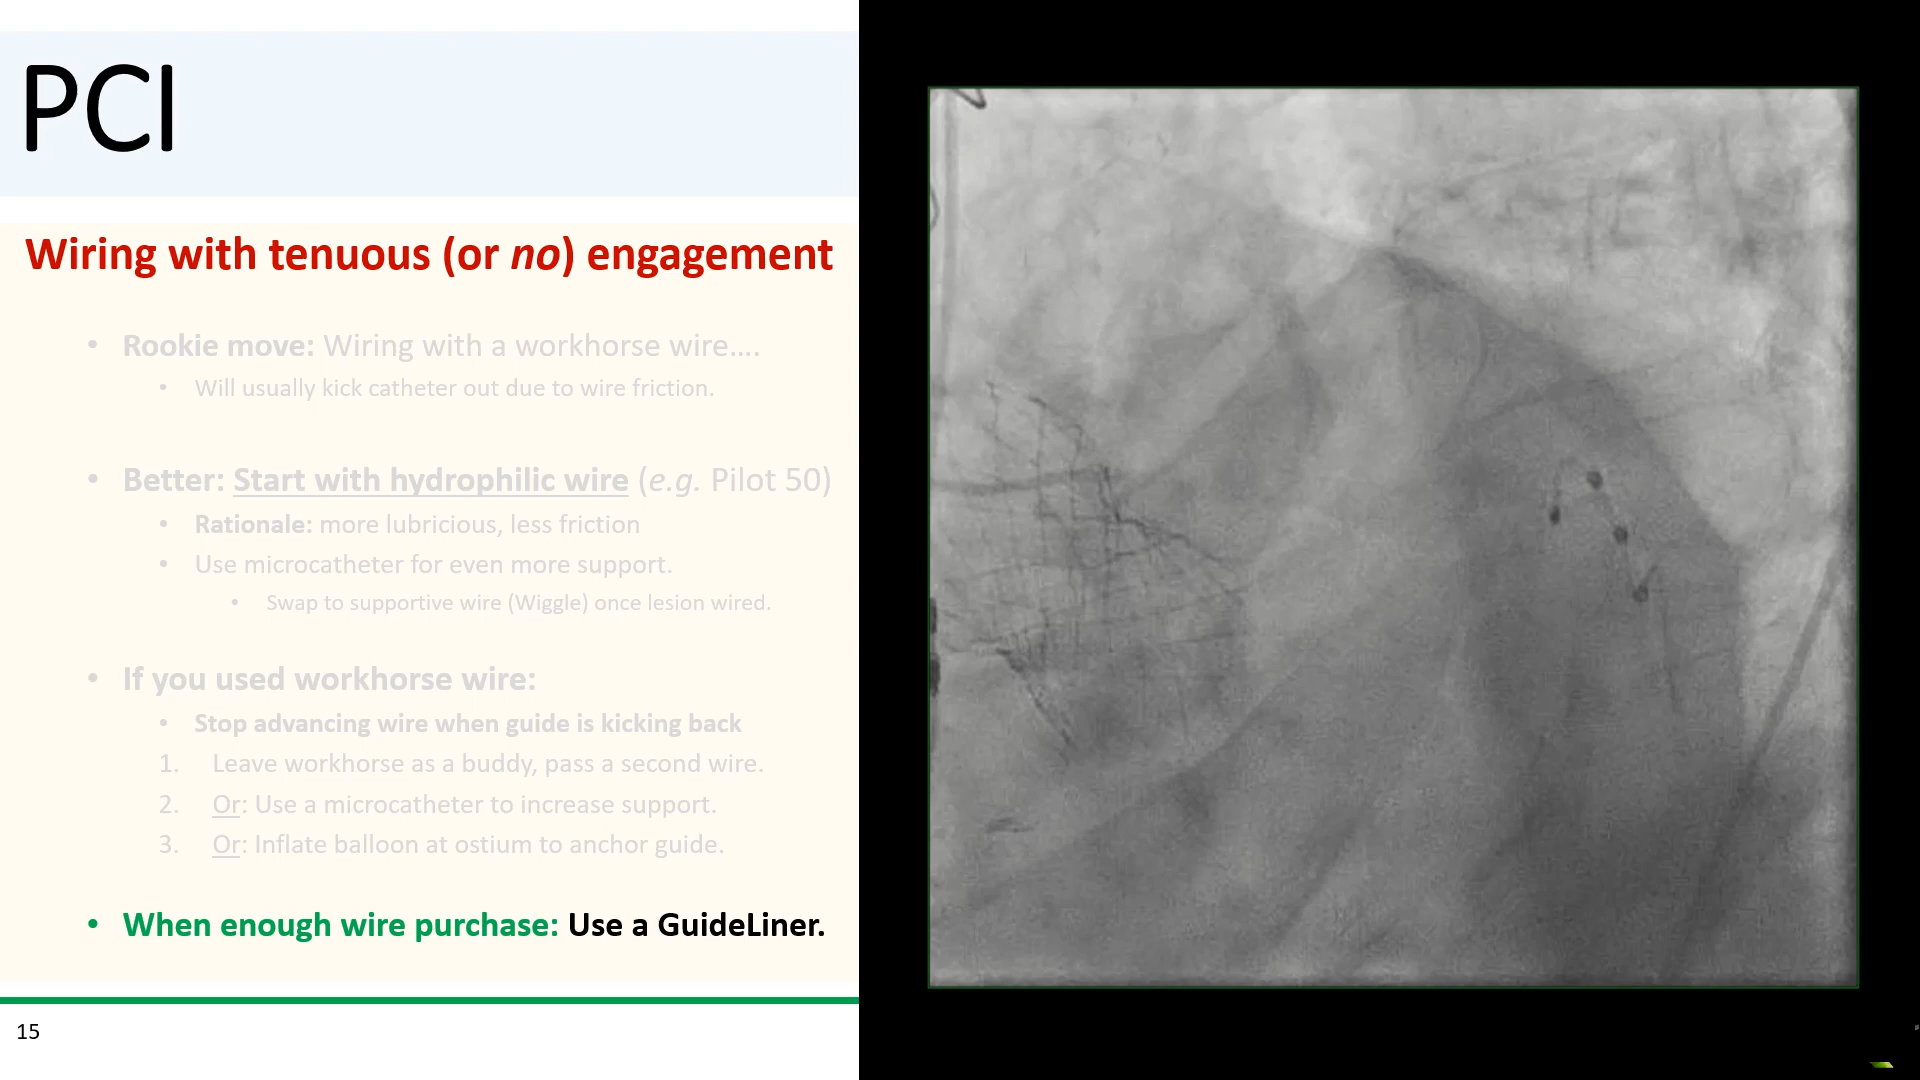 PCI
Wiring with tenuous (or no) engagement
• Rookie move: Wiring with a workhorse wire....
• Will usually kick catheter out due to wire friction.
• Better: Start with hydrophilic wire (e.g. Pilot 50)
• Rationale: more lubricious, less friction
• Use microcatheter for even more support.
• Swap to supportive wire (Wiggle) once lesion wired.
• If you used workhorse wire:
• Stop advancing wire when guide is kicking back
1. Leave workhorse as a buddy, pass a second wire.
2. Or: Use a microcatheter to increase support.
3. Or: Inflate balloon at ostium to anchor guide.
• When enough wire purchase: Use a GuideLiner.
15